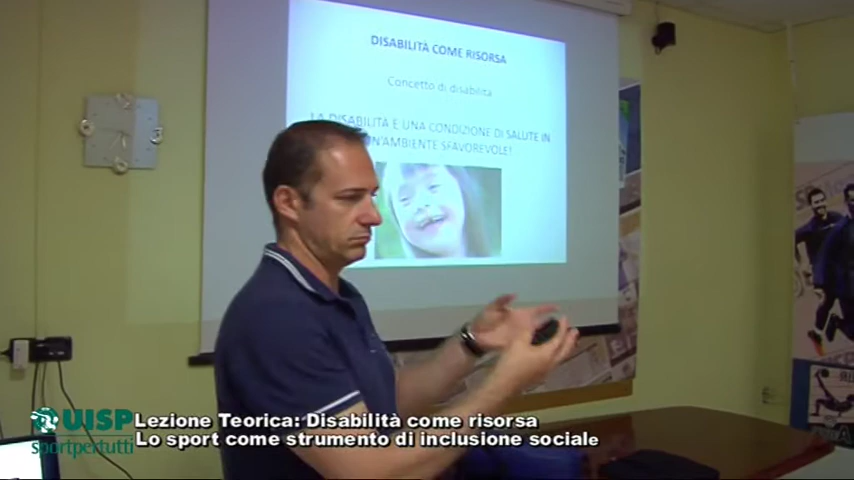 DISABILITÀ COME RISORSA
Concetto di disabilità
LA DISABILITÀ E UNA CONDIZIONE DI SALUTE IN
UN'AMBIENTE SFAVOREVOLE!
UISP
sportpertutti
Lezione Teorica: Disabilità come risorsa
Lo sport come strumento di inclusione sociale